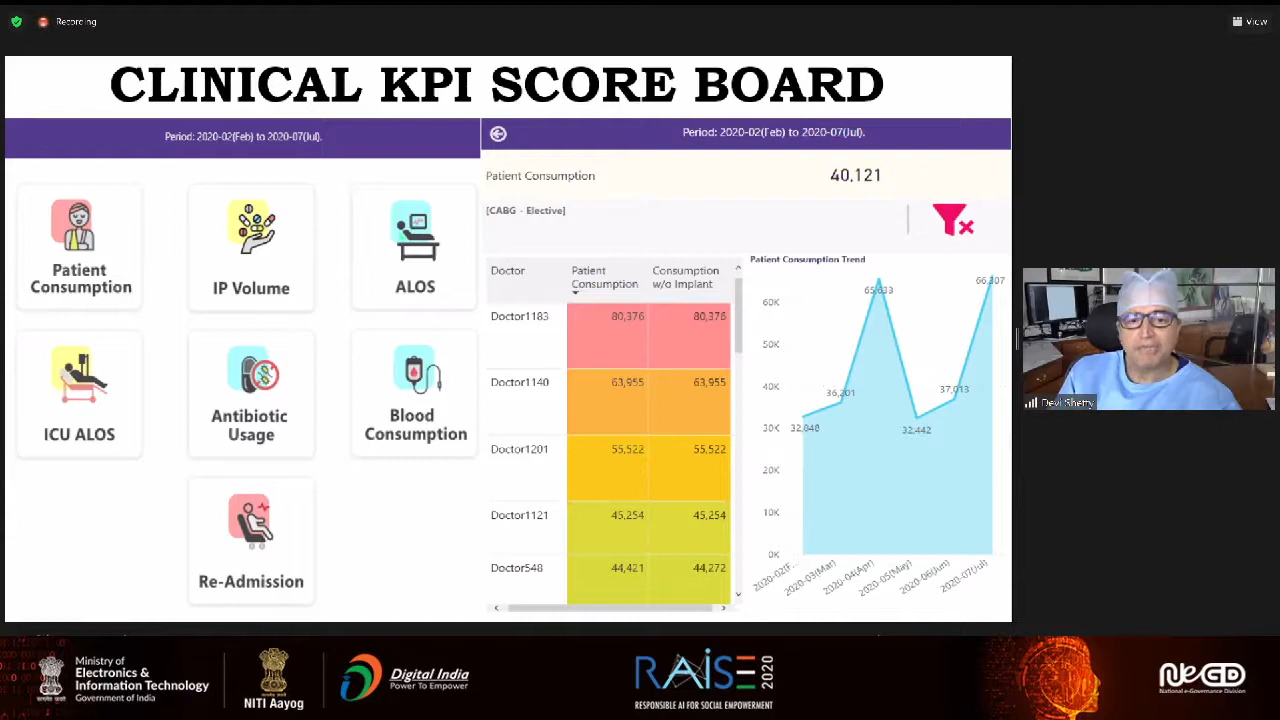 Recording
View
CLINICAL KPI SCORE BOARD
Period: 2020-02(Feb) to 2020-07(Jul).
Patient
Consumption
IP Volume
ALOS
ICU ALOS
Antibiotic
Usage
Blood
Consumption
Re-Admission
Period: 2020-02(Feb) to 2020-07(Jul).
Patient Consumption
40,121
[CABG - Elective]
Doctor
Patient
Consumption
Consumption
w/o Implant
Doctor1183 80,376 80,376
Doctor1140 63,955 63,955
Doctor1201 55,522 55,522
Doctor1121 45,254 45,254
Doctor548 44,421 44,272
Patient Consumption Trend
60K
50K
40K
30K
20K
10K
0K
32,848
36,201
65,633
32,442
37,013
66,307
2020-02(F...
2020-03(Mar)
2020-04(Apr)
2020-05(May)
2020-06(Jun)
2020-07(Jul)
Devi Shetty
Ministry of
Electronics &
Information Technology
Government of India
NITI Aayog
Digital India
Power To Empower
RAISE 2020
RESPONSIBLE AI FOR SOCIAL EMPOWERMENT
NeGD
National e-Governance Division